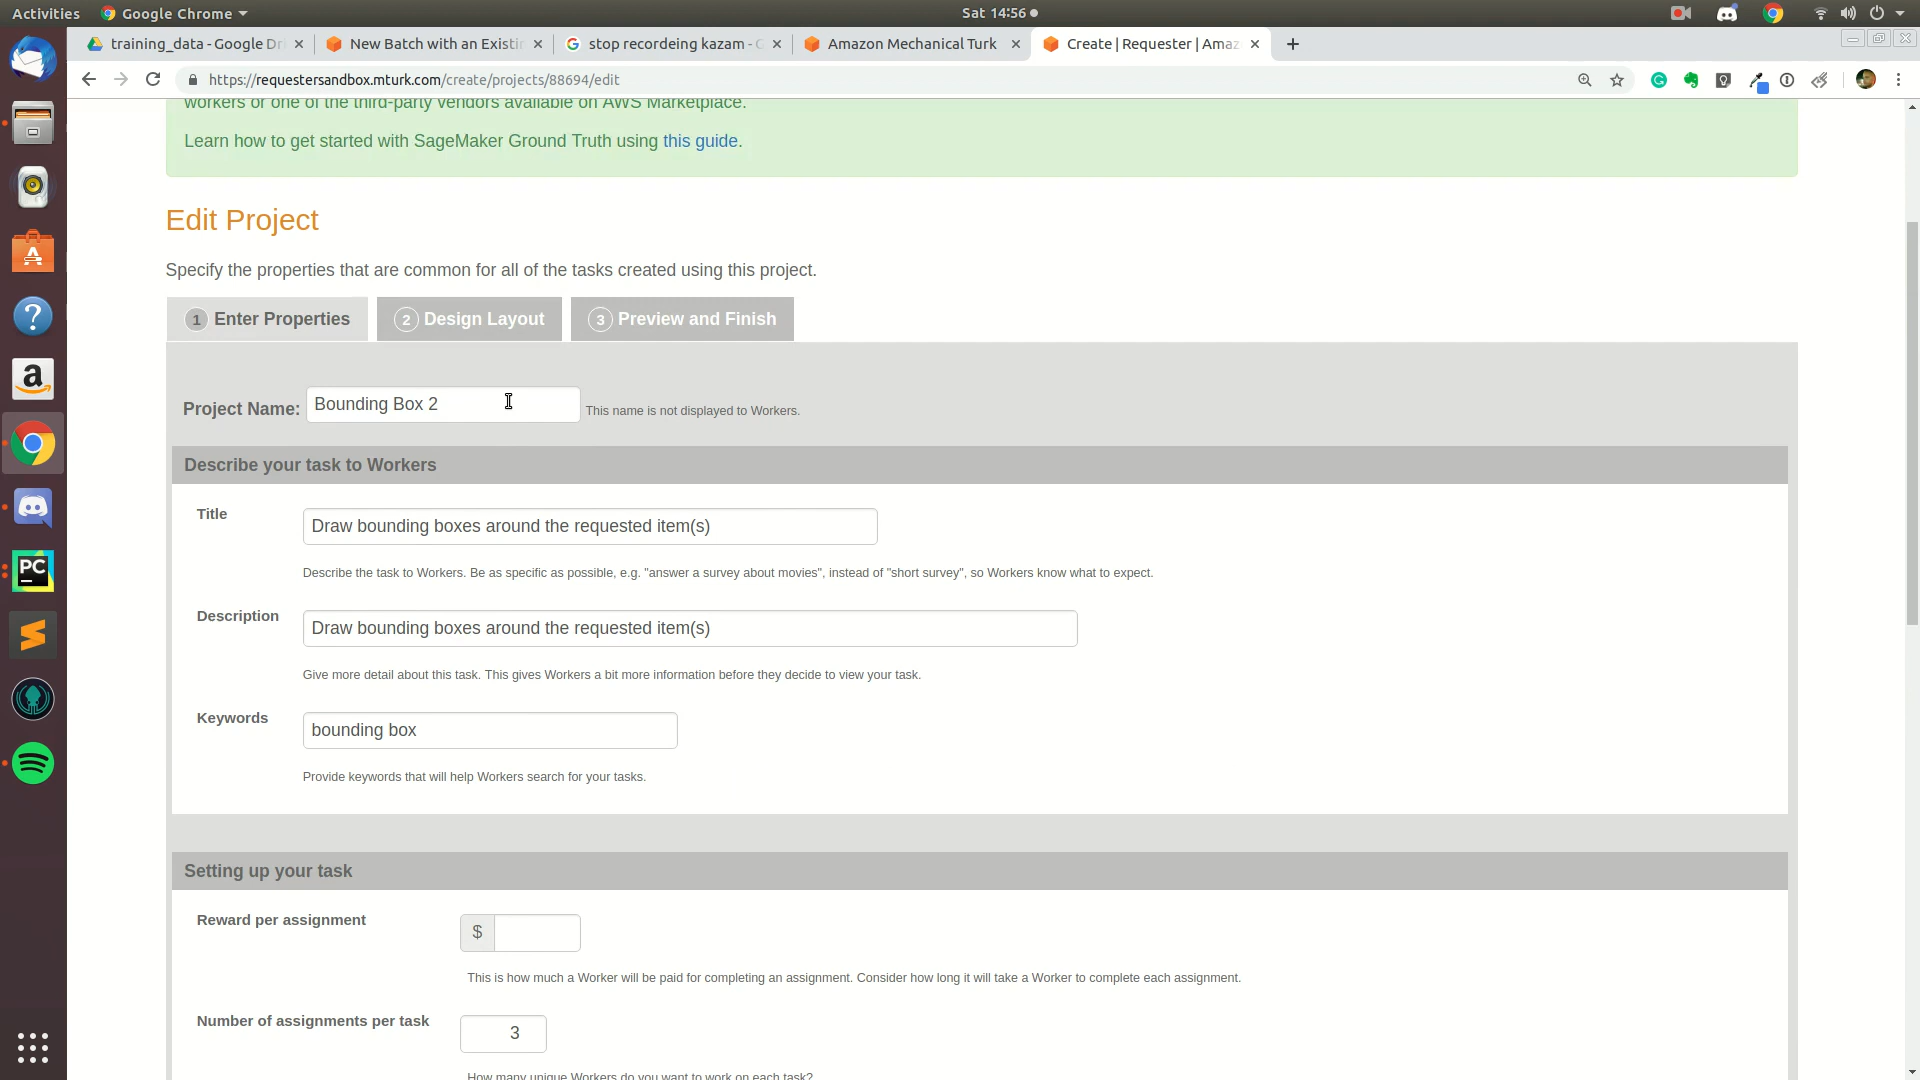 Activities Google Chrome Sat 14:56
training_data - Google Dri New Batch with an Existin stop recordeing kazam - G Amazon Mechanical Turk Create | Requester | Amaz
https://requestersandbox.mturk.com/create/projects/88694/edit
workers or one of the third-party vendors available on AWS Marketplace.
Learn how to get started with SageMaker Ground Truth using this guide.
Edit Project
Specify the properties that are common for all of the tasks created using this project.
1 Enter Properties 2 Design Layout 3 Preview and Finish
Project Name: Bounding Box 2 This name is not displayed to Workers.
Describe your task to Workers
Title Draw bounding boxes around the requested item(s)
Describe the task to Workers. Be as specific as possible, e.g. "answer a survey about movies", instead of "short survey", so Workers know what to expect.
Description Draw bounding boxes around the requested item(s)
Give more detail about this task. This gives Workers a bit more information before they decide to view your task.
Keywords bounding box
Provide keywords that will help Workers search for your tasks.
Setting up your task
Reward per assignment $
This is how much a Worker will be paid for completing an assignment. Consider how long it will take a Worker to complete each assignment.
Number of assignments per task 3
How many unique Workers do you want to work on each task?